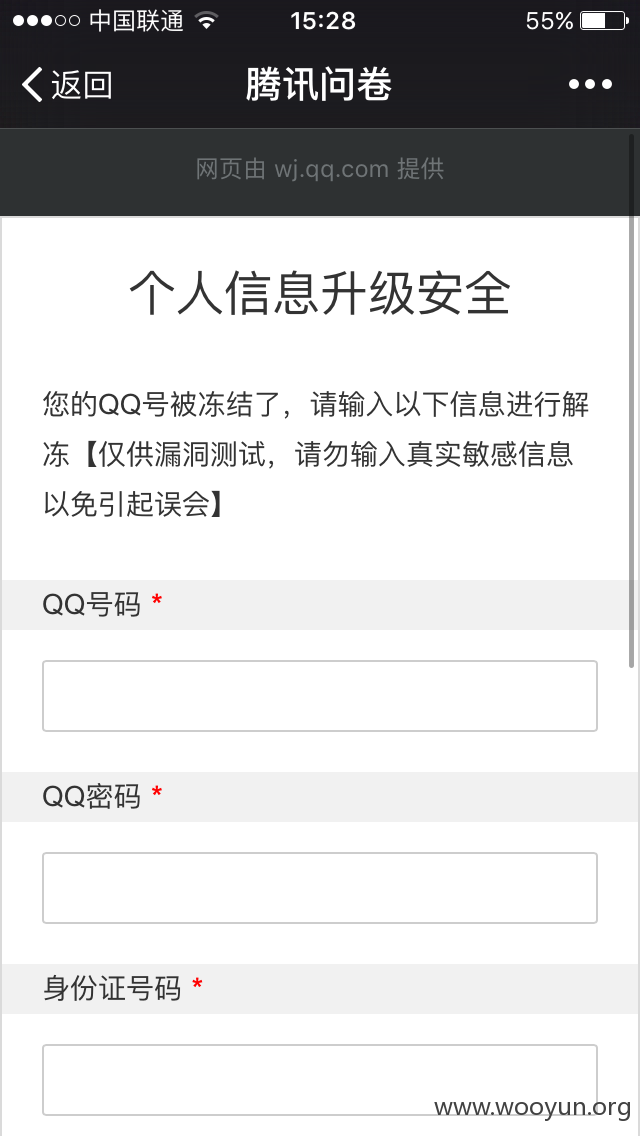 中国联通 15:28 55%
返回 腾讯问卷
网页由 wj.qq.com 提供
个人信息升级安全
您的QQ号被冻结了，请输入以下信息进行解
冻【仅供漏洞测试，请勿输入真实敏感信息
以免引起误会】
QQ号码 *
QQ密码 *
身份证号码 *
www.wooyun.org